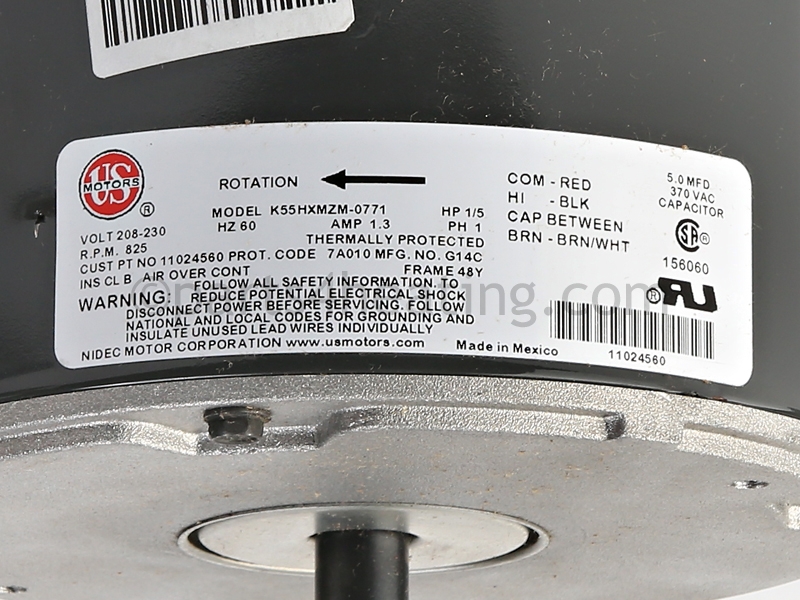 US
MOTORS
®
ROTATION
MODEL K55HXMZM-0771 HP 1/5
VOLT 208-230 HZ 60 AMP 1.3 PH 1
R.P.M. 825 THERMALLY PROTECTED
CUST PT NO 11024560 PROT. CODE 7A010 MFG. NO. G14C
INS CL B AIR OVER CONT FRAME 48Y
WARNING: FOLLOW ALL SAFETY INFORMATION. TO
REDUCE POTENTIAL ELECTRICAL SHOCK
DISCONNECT POWER BEFORE SERVICING. FOLLOW
NATIONAL AND LOCAL CODES FOR GROUNDING AND
INSULATE UNUSED LEAD WIRES INDIVIDUALLY
NIDEC MOTOR CORPORATION www.usmotors.com Made in Mexico
COM - RED
HI - BLK
CAP BETWEEN
BRN - BRN/WHT
5.0 MFD
370 VAC
CAPACITOR
SA ®
156060
® RU
11024560